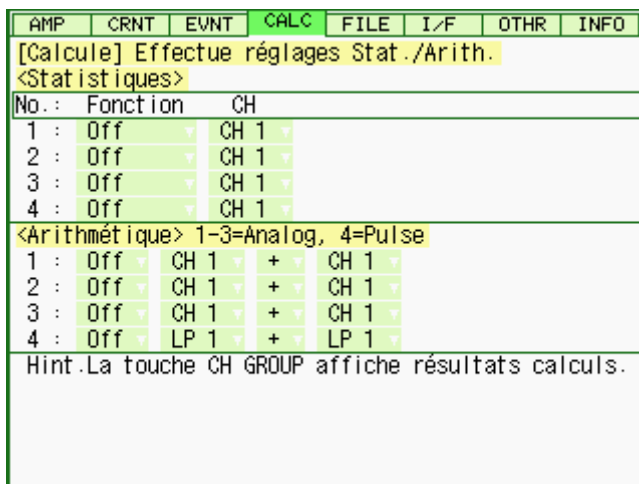 AMP CRNT EVNT CALC FILE I/F OTHR INFO
[Calcule] Effectue réglages Stat./Arith.
<Statistiques>
No.: Fonction CH
1 : Off CH 1
2 : Off CH 1
3 : Off CH 1
4 : Off CH 1
<Arithmétique> 1-3=Analog, 4=Pulse
1 : Off CH 1 + CH 1
2 : Off CH 1 + CH 1
3 : Off CH 1 + CH 1
4 : Off LP 1 + LP 1
Hint.La touche CH GROUP affiche résultats calculs.